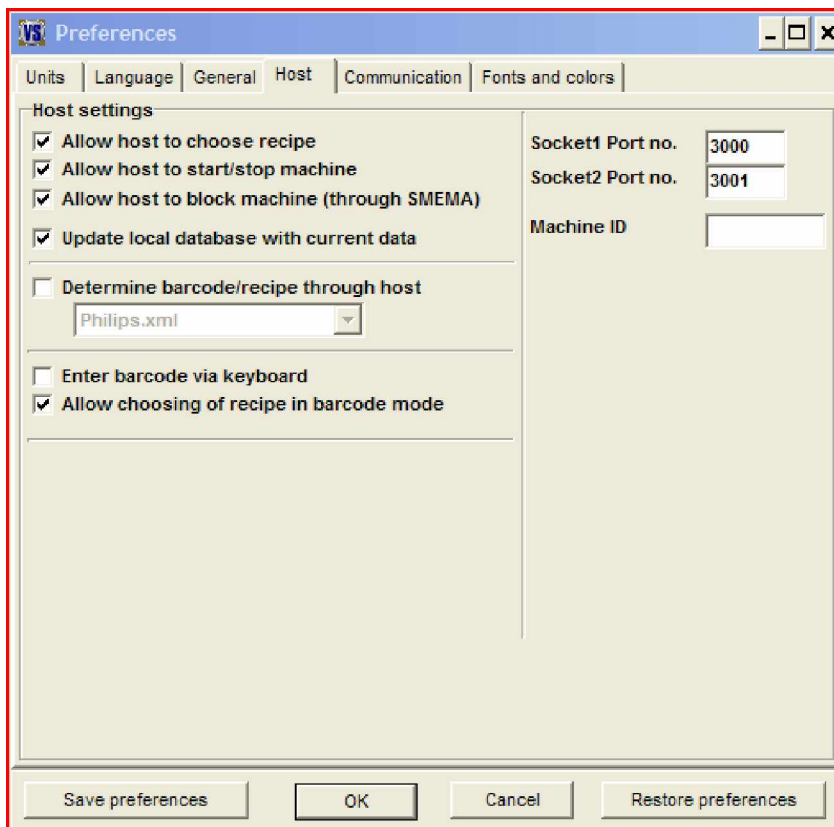 VS Preferences
Units Language General Host Communication Fonts and colors
Host settings
Allow host to choose recipe
Allow host to start/stop machine
Allow host to block machine (through SMEMA)
Update local database with current data
Determine barcode/recipe through host
Philips.xml
Enter barcode via keyboard
Allow choosing of recipe in barcode mode
Socket1 Port no. 3000
Socket2 Port no. 3001
Machine ID
Save preferences OK Cancel Restore preferences